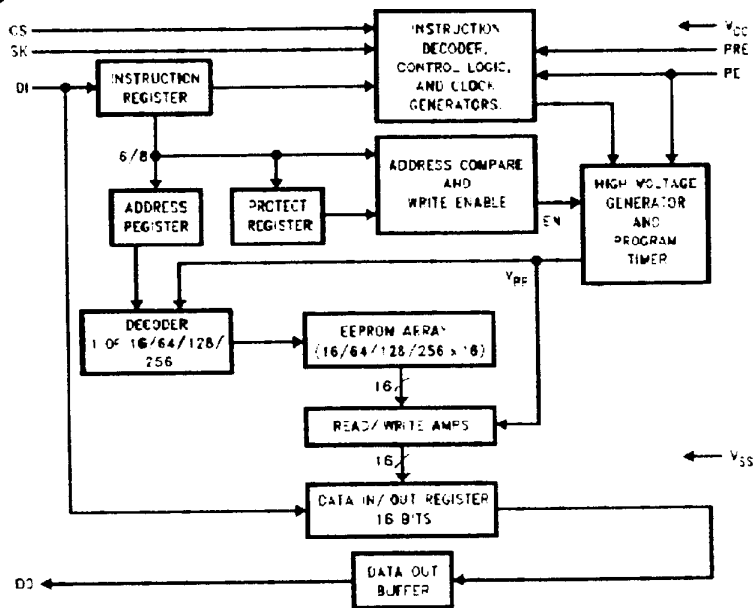 CS
SK
DI
INSTRUCTION
REGISTER
INSTRUCTION
DECODER,
CONTROL LOGIC,
AND CLOCK
GENERATORS.
VCC
PRE
PE
6/8
ADDRESS
REGISTER
PROTECT
REGISTER
ADDRESS COMPARE
AND
WRITE ENABLE
EN
HIGH VOLTAGE
GENERATOR
AND
PROGRAM
TIMER
VPP
DECODER
1 OF 16/64/128/
256
EEPROM ARRAY
(16/64/128/256 x 16)
16
READ/WRITE AMPS
16
VSS
DATA IN/OUT REGISTER
16 BITS
DO
DATA OUT
BUFFER